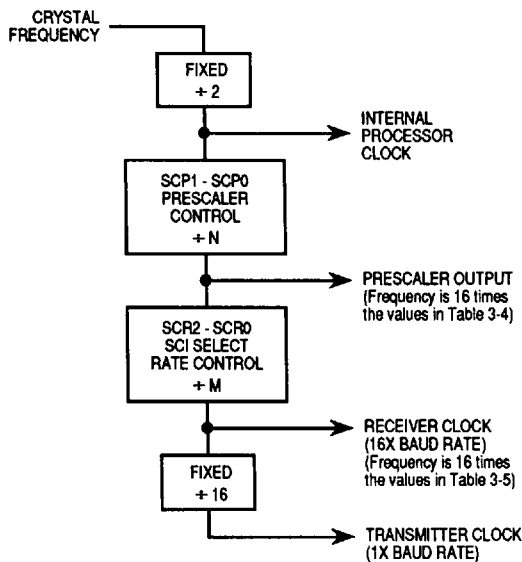 CRYSTAL
FREQUENCY
FIXED
÷ 2
INTERNAL
PROCESSOR
CLOCK
SCP1 - SCP0
PRESCALER
CONTROL
÷ N
PRESCALER OUTPUT
(Frequency is 16 times
the values in Table 3-4)
SCR2 - SCR0
SCI SELECT
RATE CONTROL
÷ M
RECEIVER CLOCK
(16X BAUD RATE)
(Frequency is 16 times
the values in Table 3-5)
FIXED
÷ 16
TRANSMITTER CLOCK
(1X BAUD RATE)